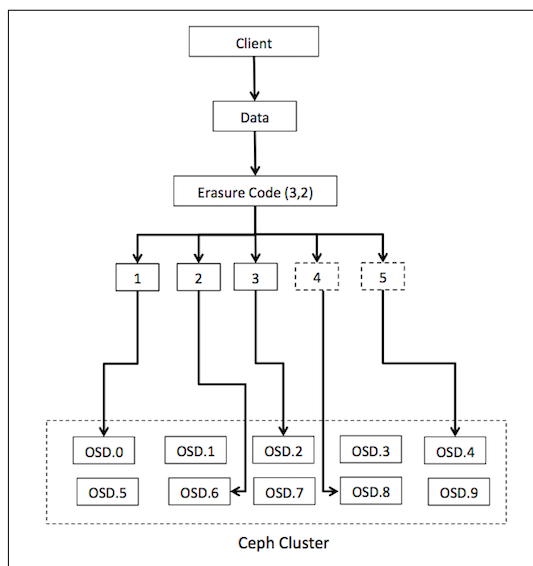 Client
Data
Erasure Code (3,2)
1 2 3 4 5
OSD.0 OSD.1 OSD.2 OSD.3 OSD.4
OSD.5 OSD.6 OSD.7 OSD.8 OSD.9
Ceph Cluster